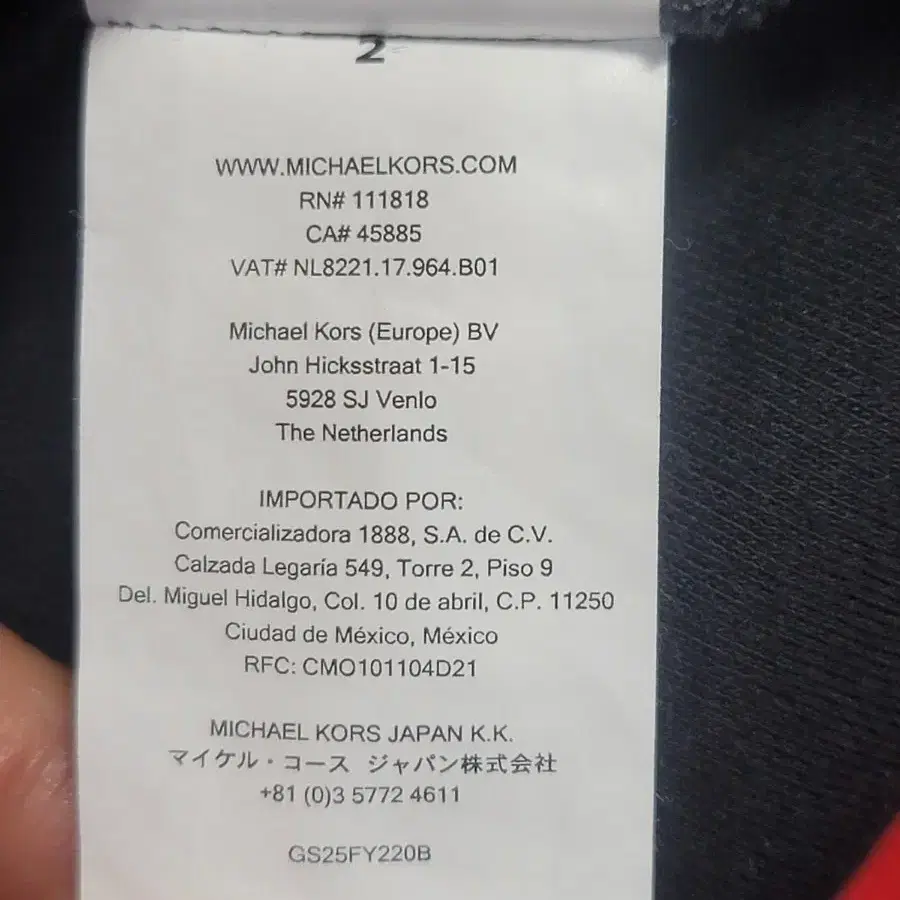 2
WWW.MICHAELKORS.COM
RN# 111818
CA# 45885
VAT# NL8221.17.964.B01
Michael Kors (Europe) BV
John Hicksstraat 1-15
5928 SJ Venlo
The Netherlands
IMPORTADO POR:
Comercializadora 1888, S.A. de C.V.
Calzada Legaría 549, Torre 2, Piso 9
Del. Miguel Hidalgo, Col. 10 de abril, C.P. 11250
Ciudad de México, México
RFC: CMO101104D21
MICHAEL KORS JAPAN K.K.
マイケル・コース ジャパン株式会社
+81 (0)3 5772 4611
GS25FY220B